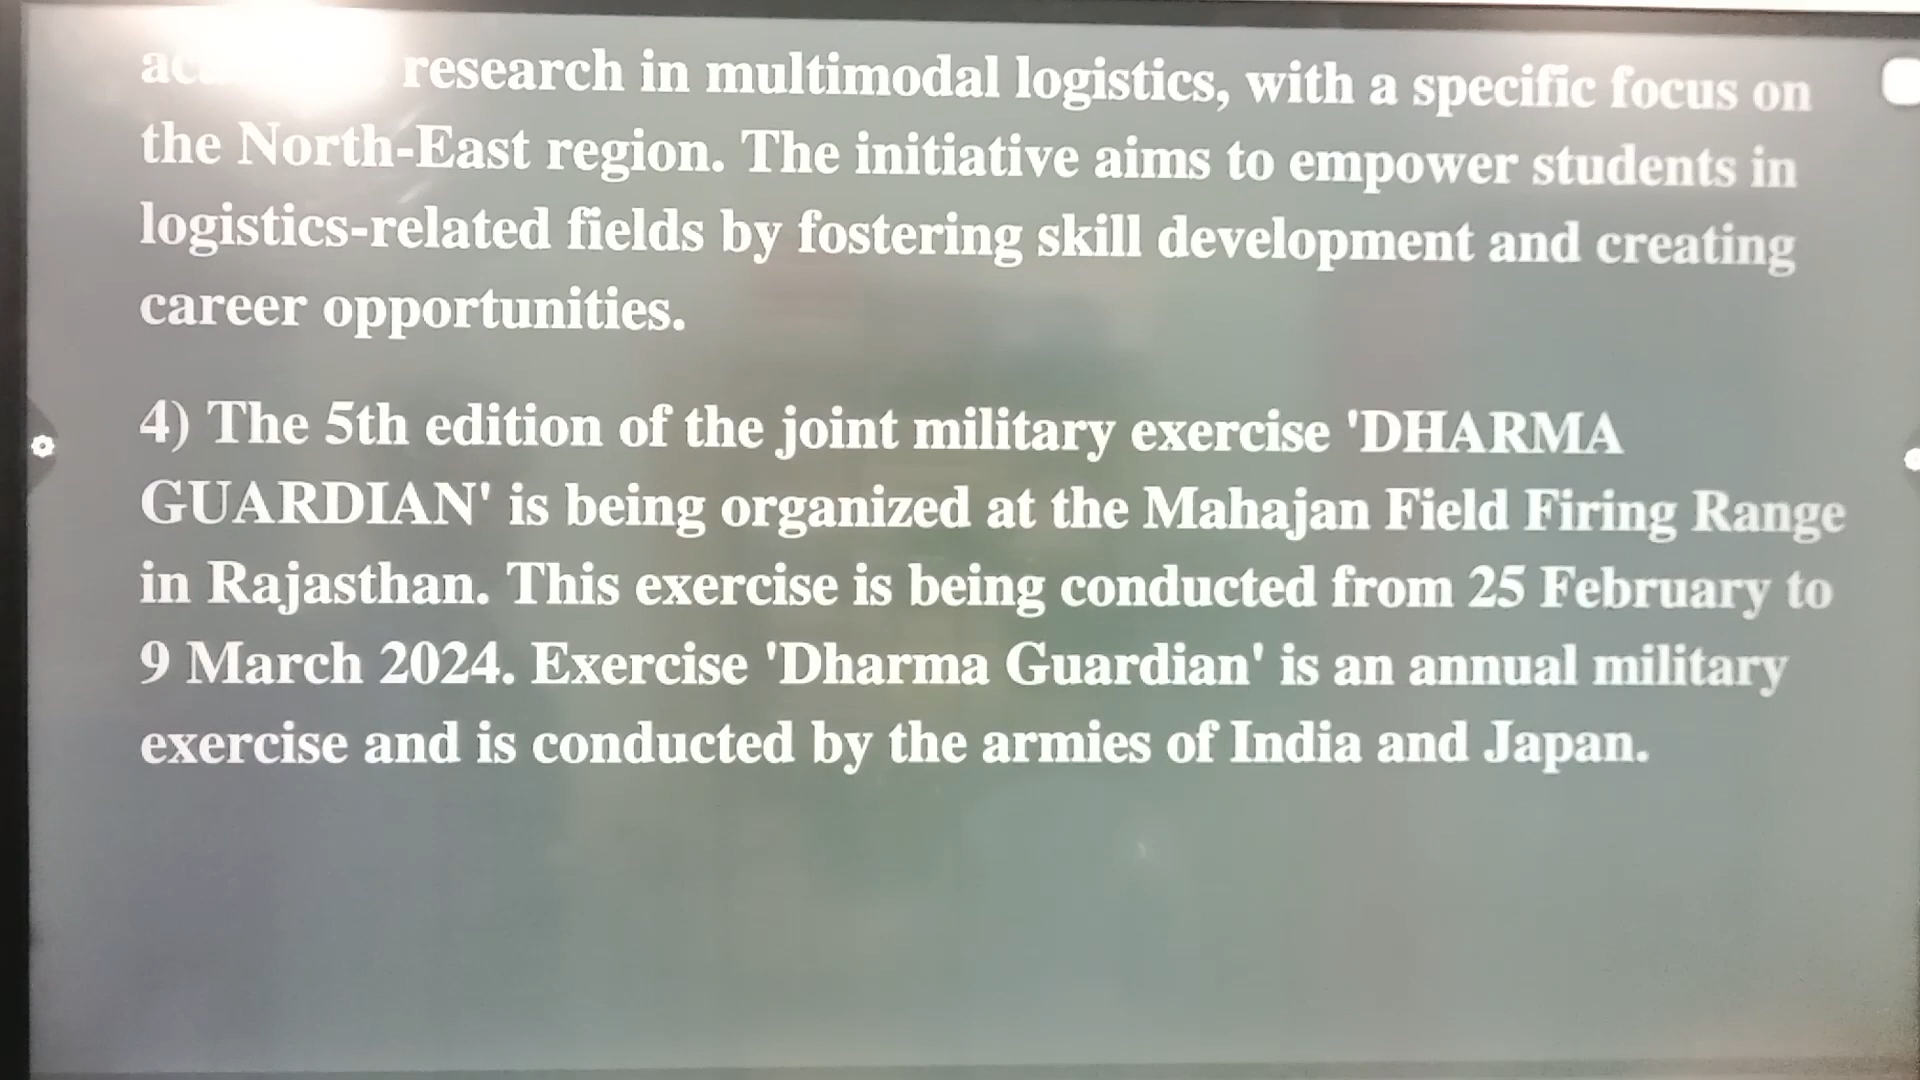 research in multimodal logistics, with a specific focus on
the North-East region. The initiative aims to empower students in
logistics-related fields by fostering skill development and creating
career opportunities.
4) The 5th edition of the joint military exercise 'DHARMA
GUARDIAN' is being organized at the Mahajan Field Firing Range
in Rajasthan. This exercise is being conducted from 25 February to
9 March 2024. Exercise 'Dharma Guardian' is an annual military
exercise and is conducted by the armies of India and Japan.